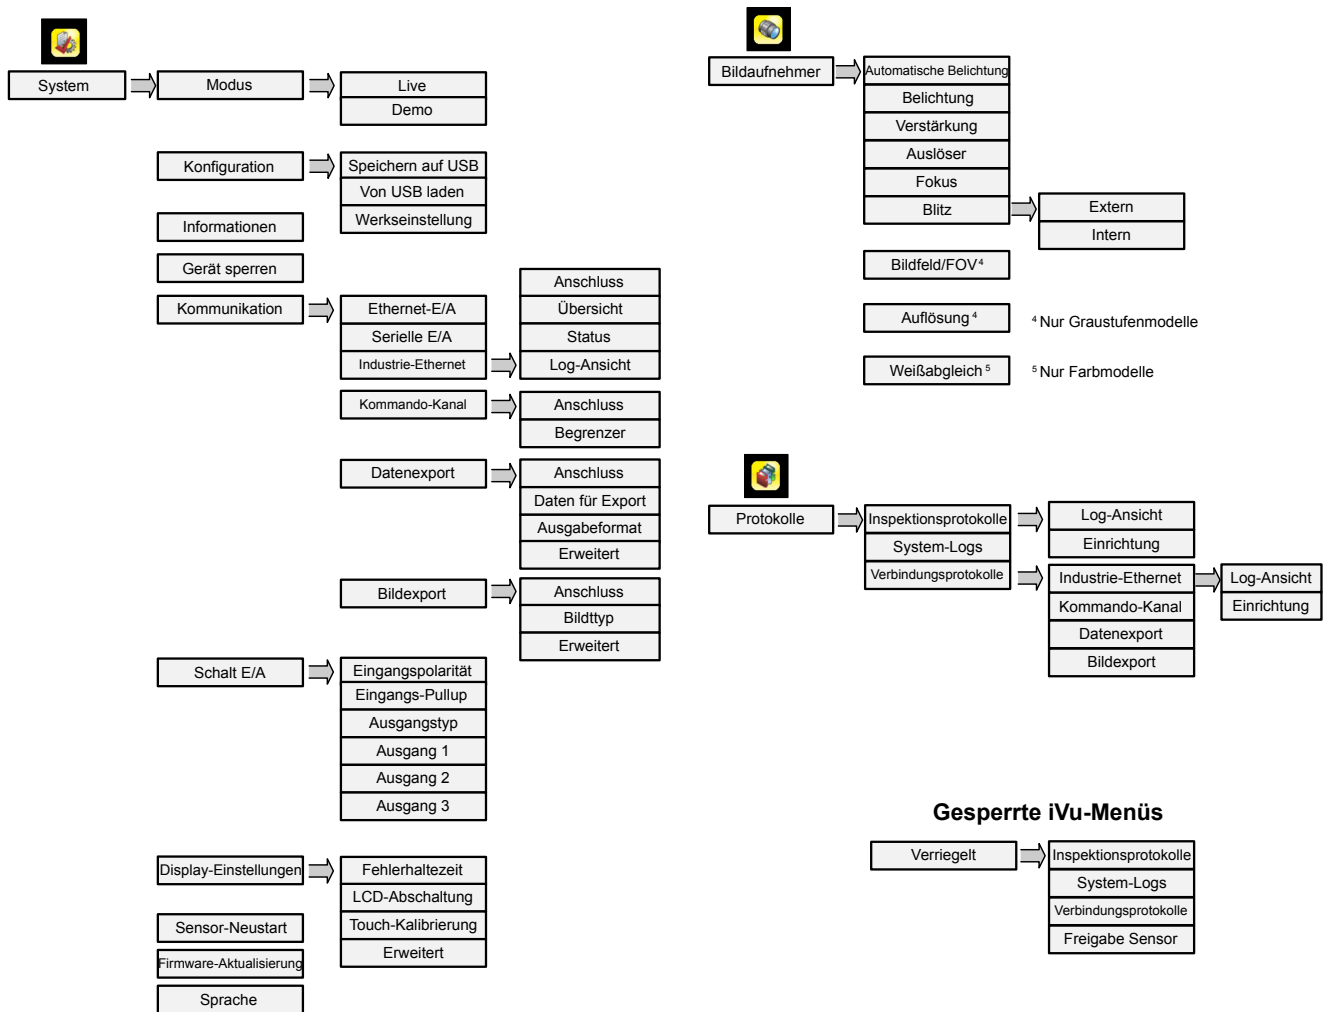 System
Modus
Live
Demo
Konfiguration
Speichern auf USB
Von USB laden
Werkseinstellung
Informationen
Gerät sperren
Kommunikation
Ethernet-E/A
Serielle E/A
Industrie-Ethernet
Anschluss
Übersicht
Status
Log-Ansicht
Kommando-Kanal
Anschluss
Begrenzer
Datenexport
Anschluss
Daten für Export
Ausgabeformat
Erweitert
Bildexport
Anschluss
Bildttyp
Erweitert
Schalt E/A
Eingangspolarität
Eingangs-Pullup
Ausgangstyp
Ausgang 1
Ausgang 2
Ausgang 3
Display-Einstellungen
Fehlerhaltezeit
LCD-Abschaltung
Touch-Kalibrierung
Erweitert
Sensor-Neustart
Firmware-Aktualisierung
Sprache
Bildaufnehmer
Automatische Belichtung
Belichtung
Verstärkung
Auslöser
Fokus
Blitz
Extern
Intern
Bildfeld/FOV⁴
Auflösung ⁴
⁴ Nur Graustufenmodelle
Weißabgleich ⁵
⁵ Nur Farbmodelle
Protokolle
Inspektionsprotokolle
System-Logs
Verbindungsprotokolle
Log-Ansicht
Einrichtung
Industrie-Ethernet
Kommando-Kanal
Datenexport
Bildexport
Log-Ansicht
Einrichtung
Gesperrte iVu-Menüs
Verriegelt
Inspektionsprotokolle
System-Logs
Verbindungsprotokolle
Freigabe Sensor